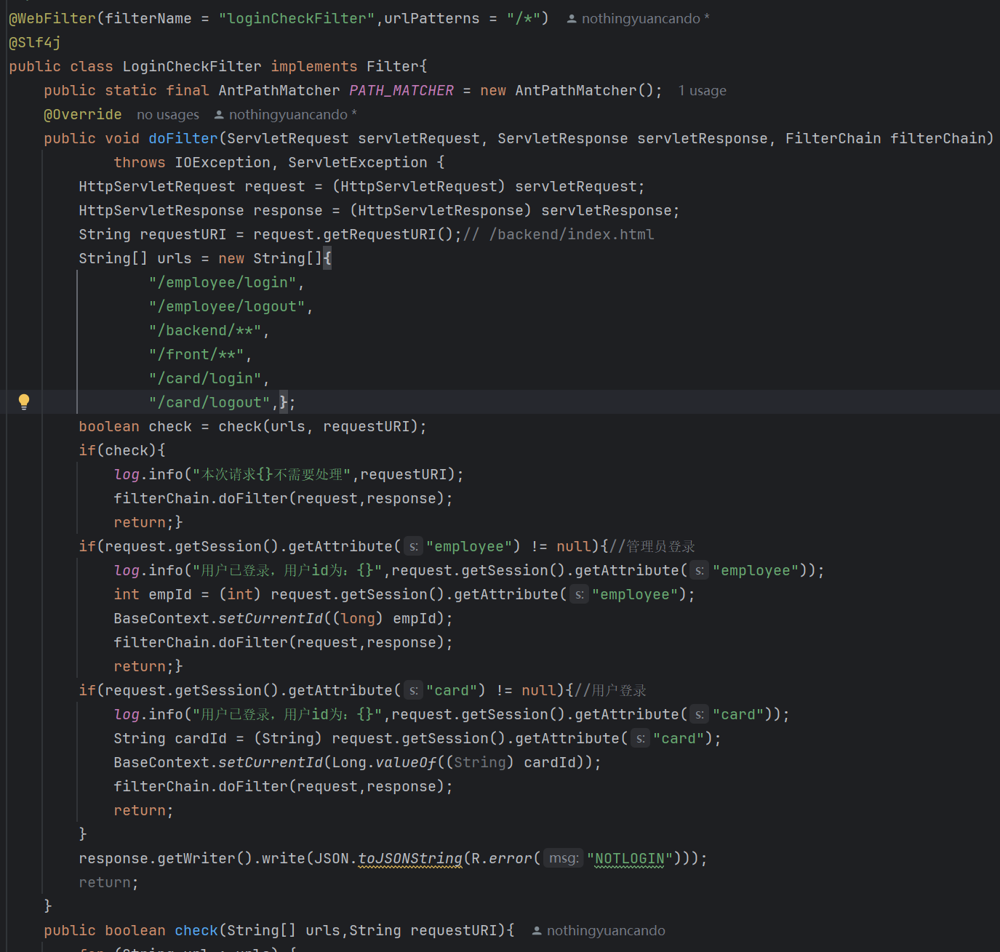 @WebFilter(filterName = "loginCheckFilter",urlPatterns = "/*") nothingyuancando *
@Slf4j
public class LoginCheckFilter implements Filter{
public static final AntPathMatcher PATH_MATCHER = new AntPathMatcher(); 1 usage
@Override no usages nothingyuancando *
public void doFilter(ServletRequest servletRequest, ServletResponse servletResponse, FilterChain filterChain)
throws IOException, ServletException {
HttpServletRequest request = (HttpServletRequest) servletRequest;
HttpServletResponse response = (HttpServletResponse) servletResponse;
String requestURI = request.getRequestURI();// /backend/index.html
String[] urls = new String[]{
"/employee/login",
"/employee/logout",
"/backend/**",
"/front/**",
"/card/login",
"/card/logout",};
boolean check = check(urls, requestURI);
if(check){
log.info("本次请求{}不需要处理",requestURI);
filterChain.doFilter(request,response);
return;}
if(request.getSession().getAttribute( s: "employee") != null){//管理员登录
log.info("用户已登录，用户id为：{}",request.getSession().getAttribute( s: "employee"));
int empId = (int) request.getSession().getAttribute( s: "employee");
BaseContext.setCurrentId((long) empId);
filterChain.doFilter(request,response);
return;}
if(request.getSession().getAttribute( s: "card") != null){//用户登录
log.info("用户已登录，用户id为：{}",request.getSession().getAttribute( s: "card"));
String cardId = (String) request.getSession().getAttribute( s: "card");
BaseContext.setCurrentId(Long.valueOf((String) cardId));
filterChain.doFilter(request,response);
return;
}
response.getWriter().write(JSON.toJSONString(R.error( msg: "NOTLOGIN")));
return;
}
public boolean check(String[] urls,String requestURI){ nothingyuancando
for (String url : urls) {